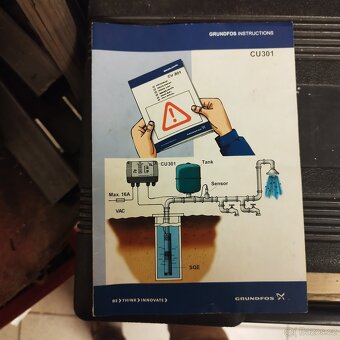 GRUNDFOS INSTRUCTIONS
CU301
CU 301
CU301
Tank
Sensor
Max. 16A
VAC
SQE
BE > THINK > INNOVATE >
GRUNDFOS